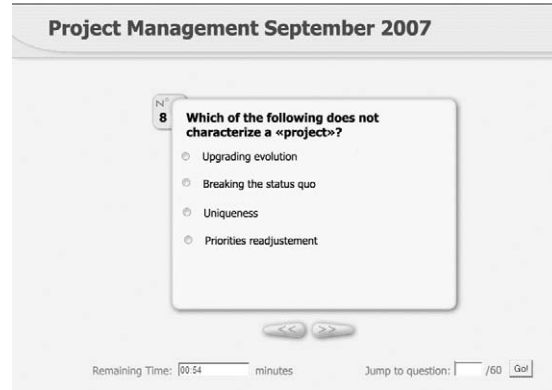 Project Management September 2007
N°
8
Which of the following does not
characterize a «project»?
Upgrading evolution
Breaking the status quo
Uniqueness
Priorities readjustement
<< >>
Remaining Time: 00:54 minutes Jump to question: /60 Go!